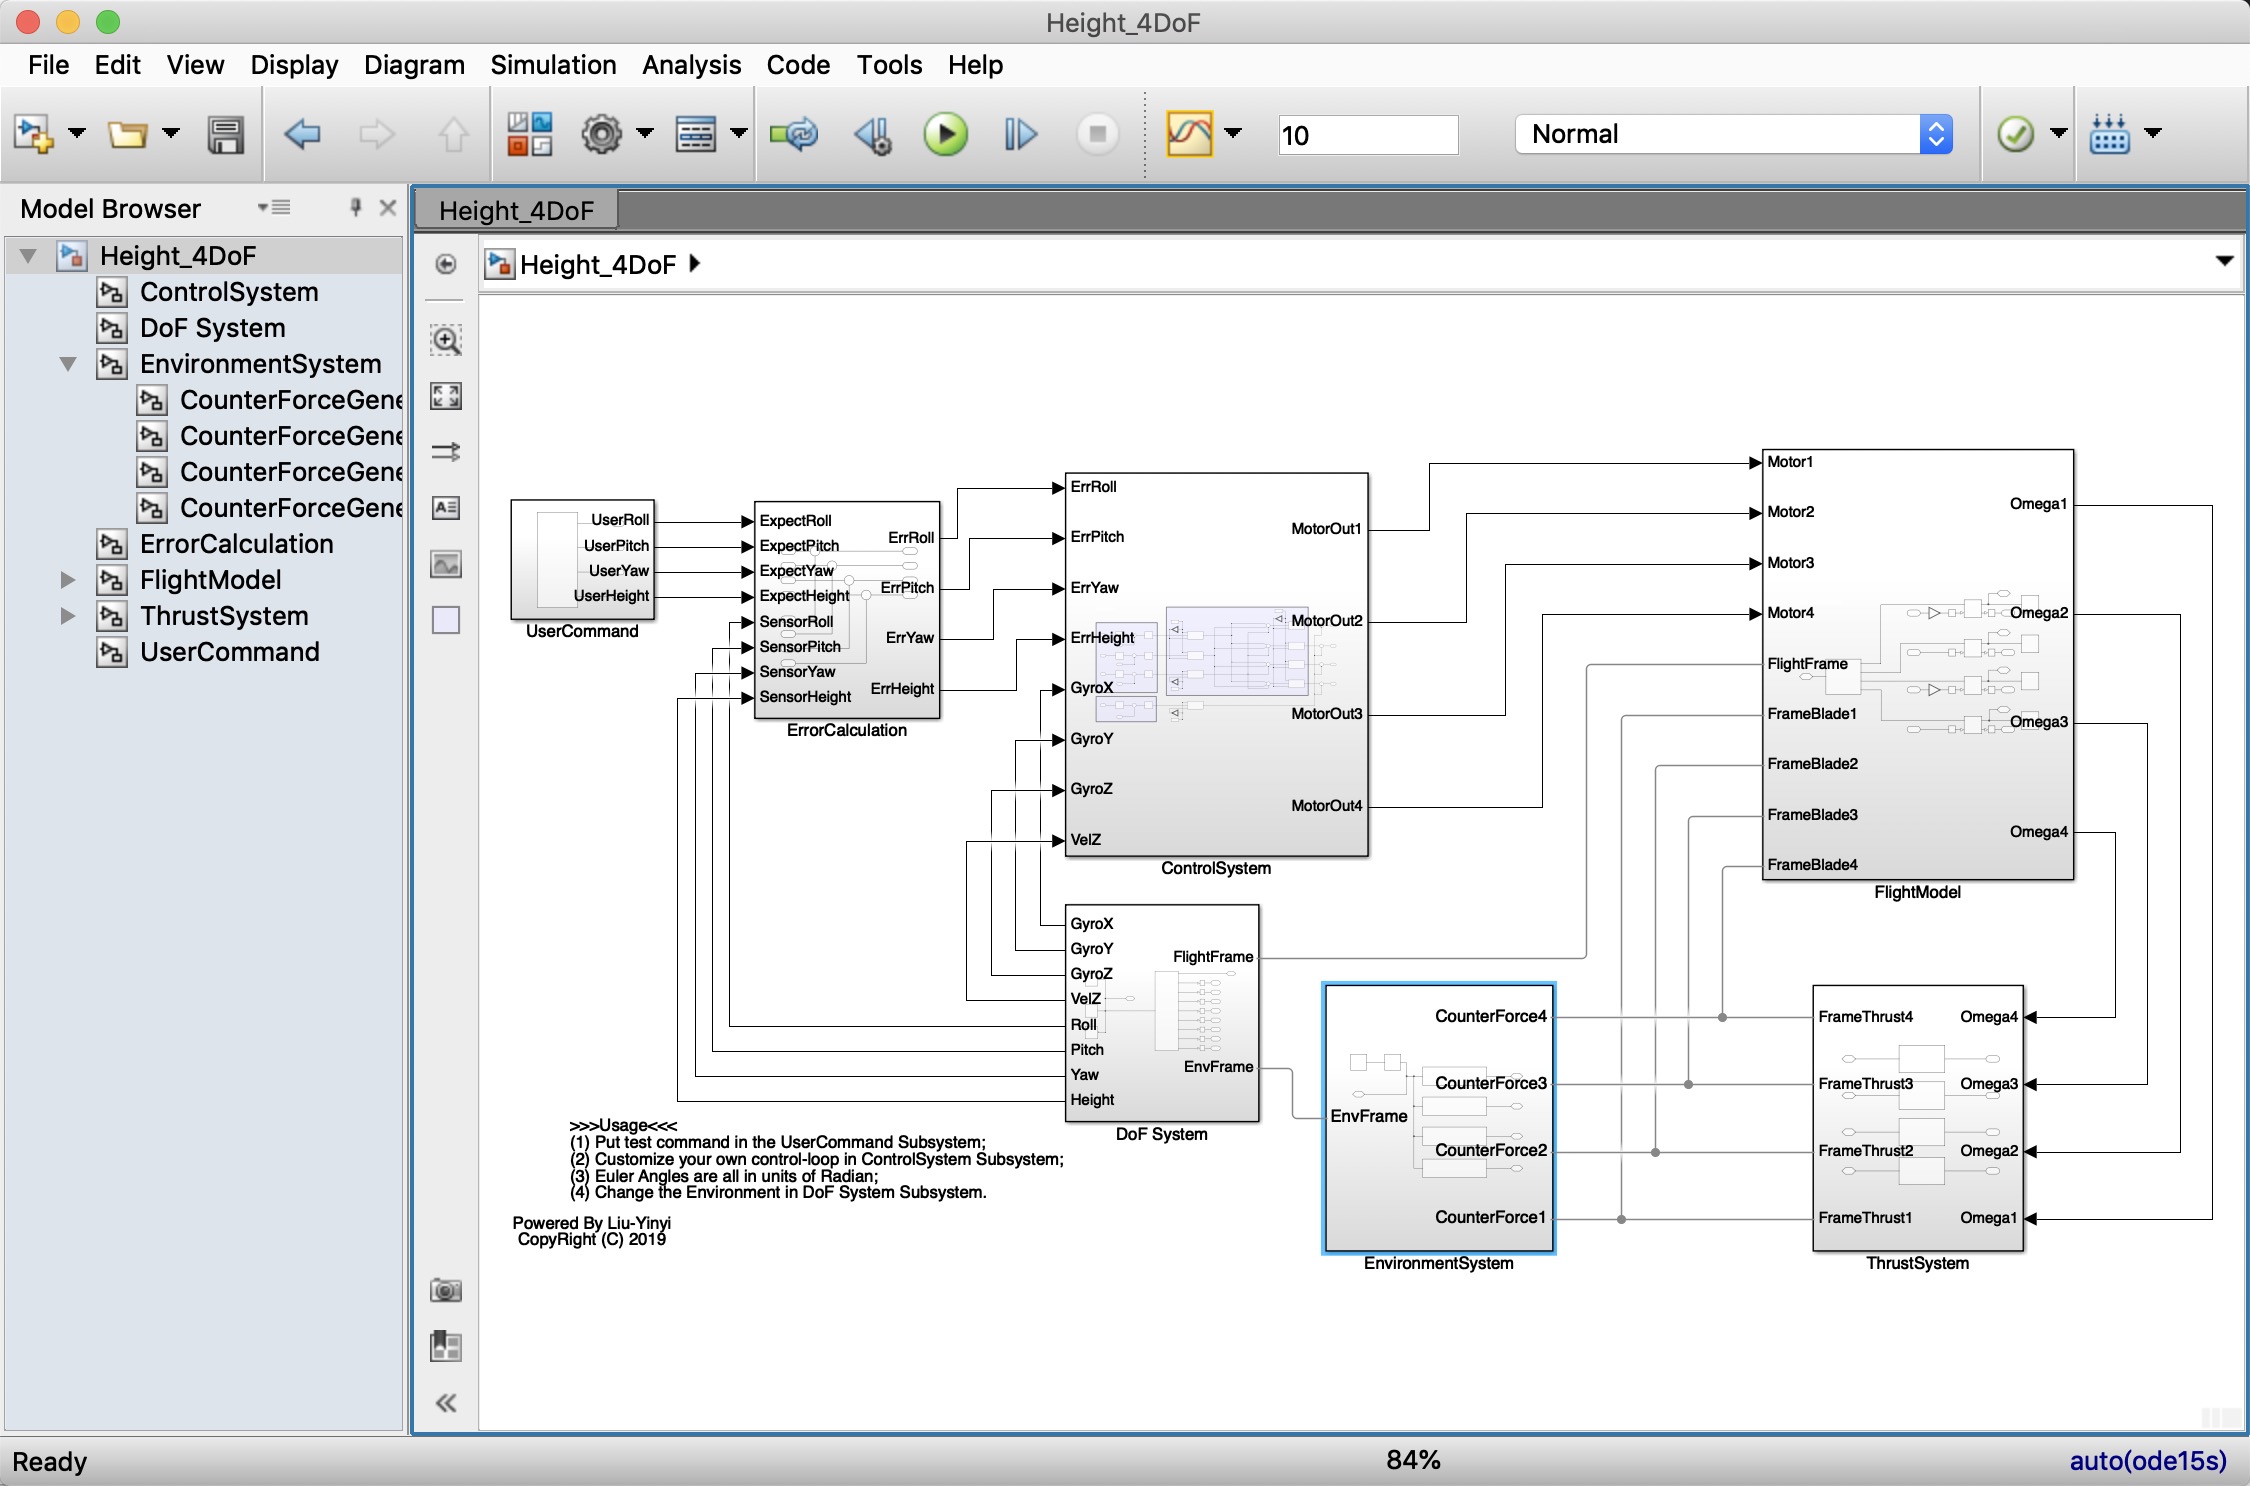 Height_4DoF
File Edit View Display Diagram Simulation Analysis Code Tools Help
10
Normal
Model Browser
Height_4DoF
ControlSystem
DoF System
EnvironmentSystem
CounterForceGene
CounterForceGene
CounterForceGene
CounterForceGene
ErrorCalculation
FlightModel
ThrustSystem
UserCommand
Height_4DoF
Height_4DoF
UserRoll
UserPitch
UserYaw
UserHeight
UserCommand
ExpectRoll
ExpectPitch
ExpectYaw
ExpectHeight
SensorRoll
SensorPitch
SensorYaw
SensorHeight
ErrRoll
ErrPitch
ErrYaw
ErrHeight
ErrorCalculation
ErrRoll
ErrPitch
ErrYaw
ErrHeight
GyroX
GyroY
GyroZ
VelZ
MotorOut1
MotorOut2
MotorOut3
MotorOut4
ControlSystem
Motor1
Motor2
Motor3
Motor4
FlightFrame
FrameBlade1
FrameBlade2
FrameBlade3
FrameBlade4
Omega1
Omega2
Omega3
Omega4
FlightModel
GyroX
GyroY
GyroZ
VelZ
Roll
Pitch
Yaw
Height
FlightFrame
EnvFrame
DoF System
EnvFrame
CounterForce4
CounterForce3
CounterForce2
CounterForce1
EnvironmentSystem
FrameThrust4
FrameThrust3
FrameThrust2
FrameThrust1
Omega4
Omega3
Omega2
Omega1
ThrustSystem
>>>Usage<<<
(1) Put test command in the UserCommand Subsystem;
(2) Customize your own control-loop in ControlSystem Subsystem;
(3) Euler Angles are all in units of Radian;
(4) Change the Environment in DoF System Subsystem.
Powered By Liu-Yinyi
CopyRight (C) 2019
Ready
84%
auto(ode15s)